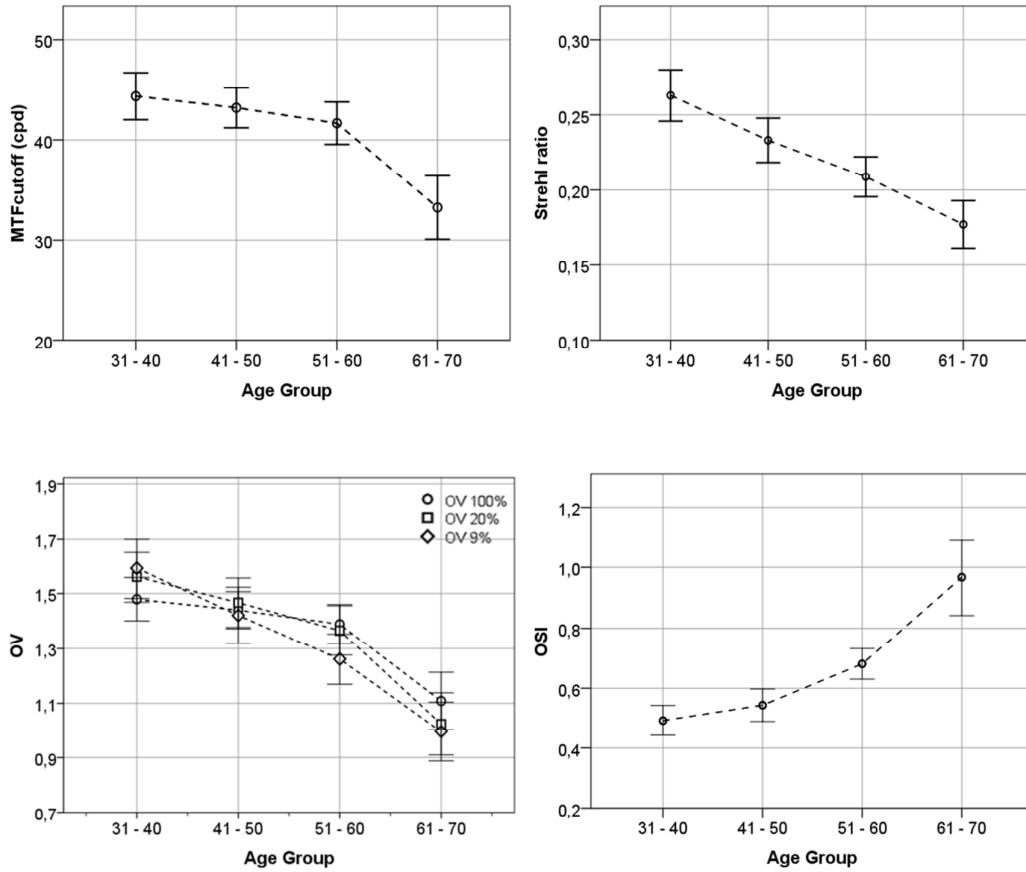 50
40
30
20
MTFcutoff (cpd)
31 - 40
41 - 50
51 - 60
61 - 70
Age Group
0,30
0,25
0,20
0,15
0,10
Strehl ratio
31 - 40
41 - 50
51 - 60
61 - 70
Age Group
1,9
1,7
1,5
1,3
1,1
0,9
0,7
OV
OV 100%
OV 20%
OV 9%
31 - 40
41 - 50
51 - 60
61 - 70
Age Group
1,2
1,0
0,8
0,6
0,4
0,2
OSI
31 - 40
41 - 50
51 - 60
61 - 70
Age Group